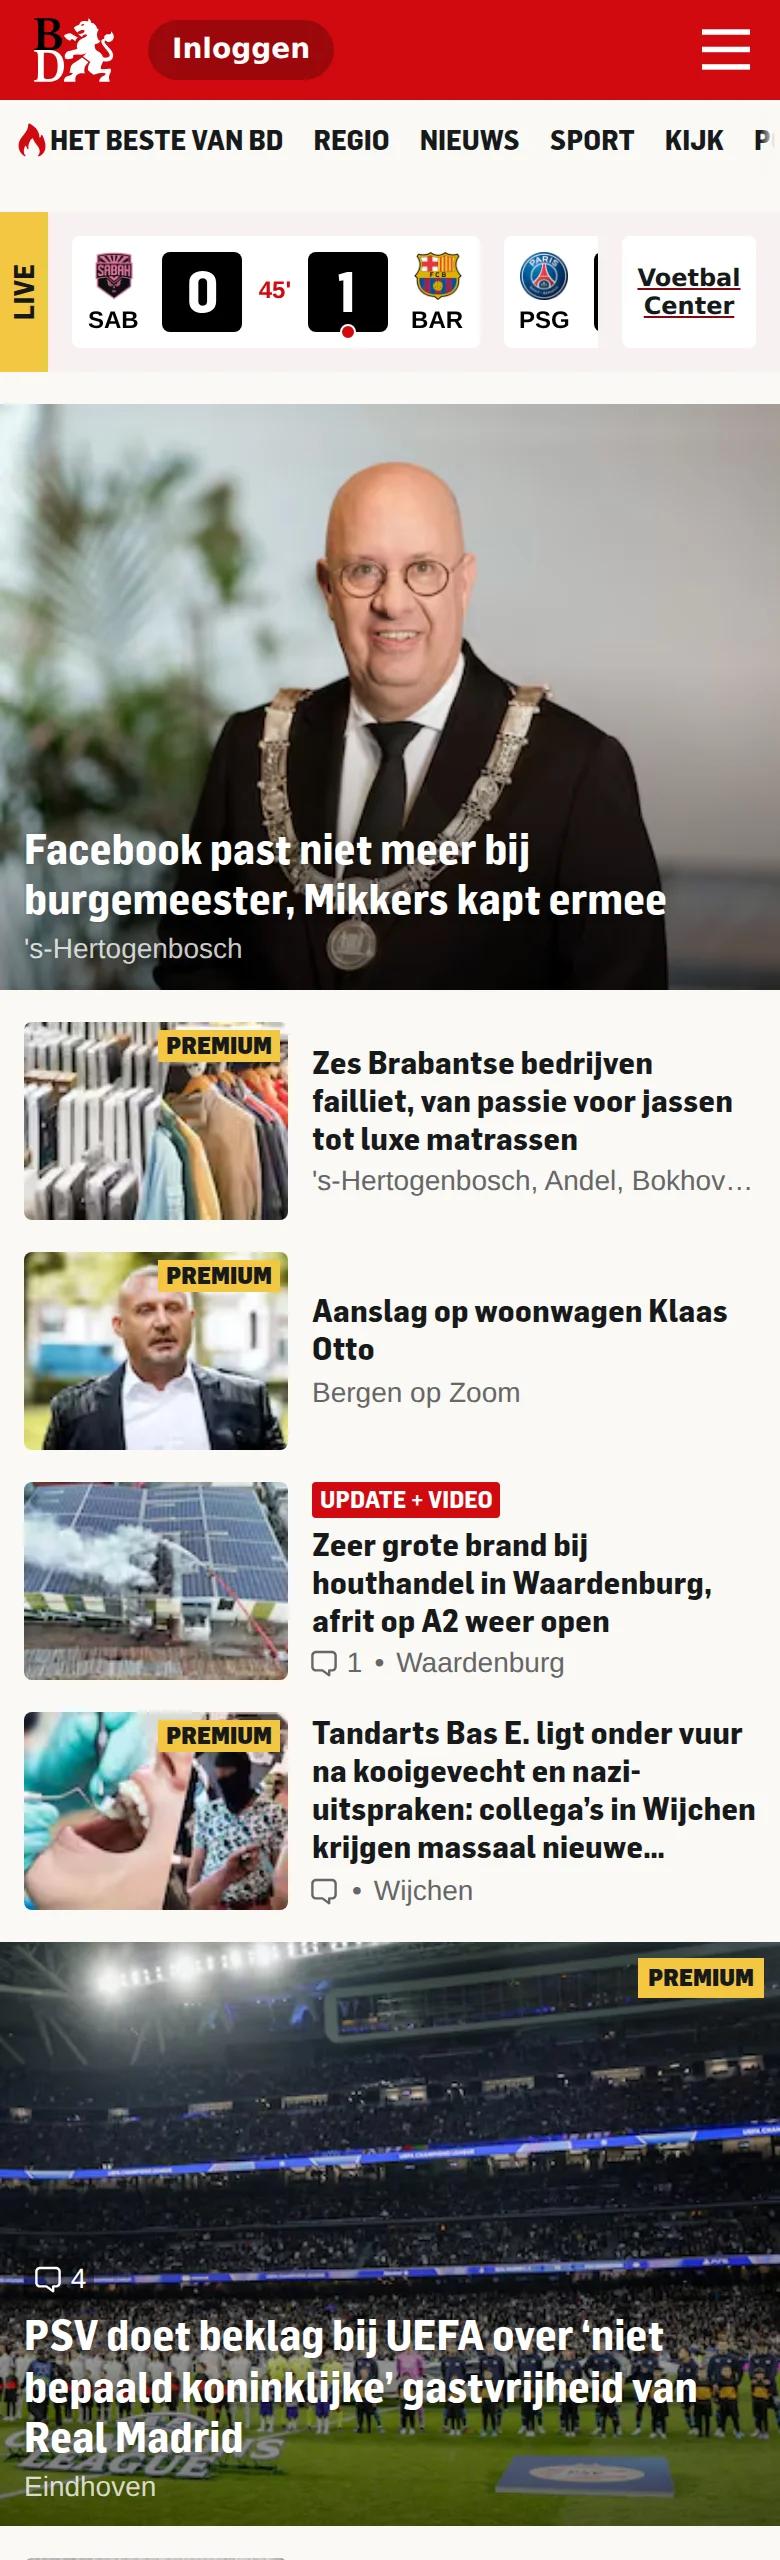 BD
Inloggen
HET BESTE VAN BD REGIO NIEUWS SPORT KIJK
LIVE
SAB 0 45' 1 BAR
PSG
Voetbal
Center
Facebook past niet meer bij
burgemeester, Mikkers kapt ermee
's-Hertogenbosch
PREMIUM
Zes Brabantse bedrijven
failliet, van passie voor jassen
tot luxe matrassen
's-Hertogenbosch, Andel, Bokhov…
PREMIUM
Aanslag op woonwagen Klaas
Otto
Bergen op Zoom
UPDATE + VIDEO
Zeer grote brand bij
houthandel in Waardenburg,
afrit op A2 weer open
1 • Waardenburg
PREMIUM
Tandarts Bas E. ligt onder vuur
na kooigevecht en nazi-
uitspraken: collega’s in Wijchen
krijgen massaal nieuwe…
• Wijchen
PREMIUM
4
PSV doet beklag bij UEFA over ‘niet
bepaald koninklijke’ gastvrijheid van
Real Madrid
Eindhoven